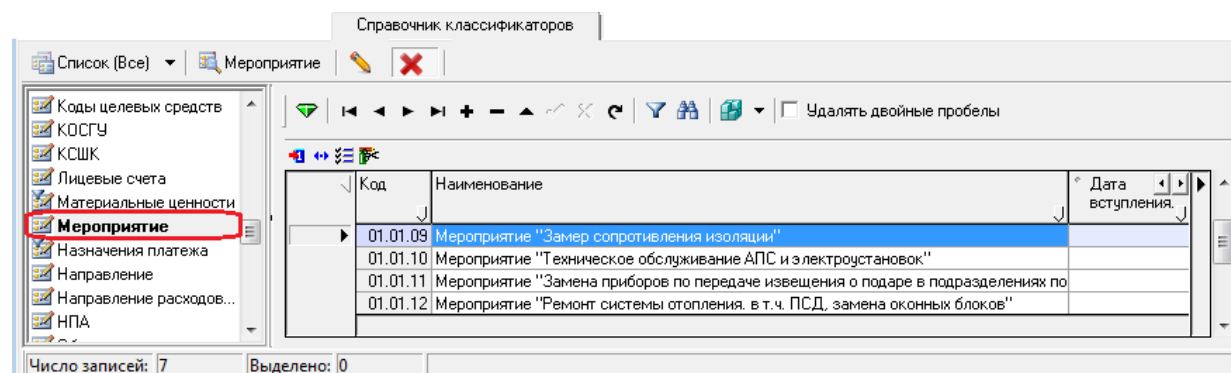 Справочник классификаторов
Список (Все) Мероприятие
Удалять двойные пробелы
Коды целевых средств
КОСГУ
КСШК
Лицевые счета
Материальные ценности
Мероприятие
Назначения платежа
Направление
Направление расходов...
НПА
Код Наименование Дата вступления.
01.01.09 Мероприятие "Замер сопротивления изоляции"
01.01.10 Мероприятие "Техническое обслуживание АПС и электроустановок"
01.01.11 Мероприятие "Замена приборов по передаче извещения о подаре в подразделениях по
01.01.12 Мероприятие "Ремонт системы отопления. в т.ч. ПСД, замена оконных блоков"
Число записей: 7 Выделено: 0